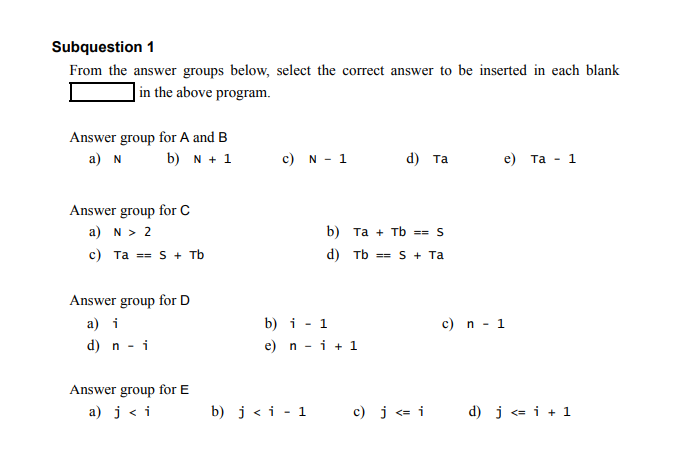 Subquestion 1
From the answer groups below, select the correct answer to be inserted in each blank
in the above program.
Answer group for A and B
a) N b) N + 1 c) N - 1 d) Ta e) Ta - 1
Answer group for C
a) N > 2 b) Ta + Tb == S
c) Ta == S + Tb d) Tb == S + Ta
Answer group for D
a) i b) i - 1 c) n - 1
d) n - i e) n - i + 1
Answer group for E
a) j < i b) j < i - 1 c) j <= i d) j <= i + 1